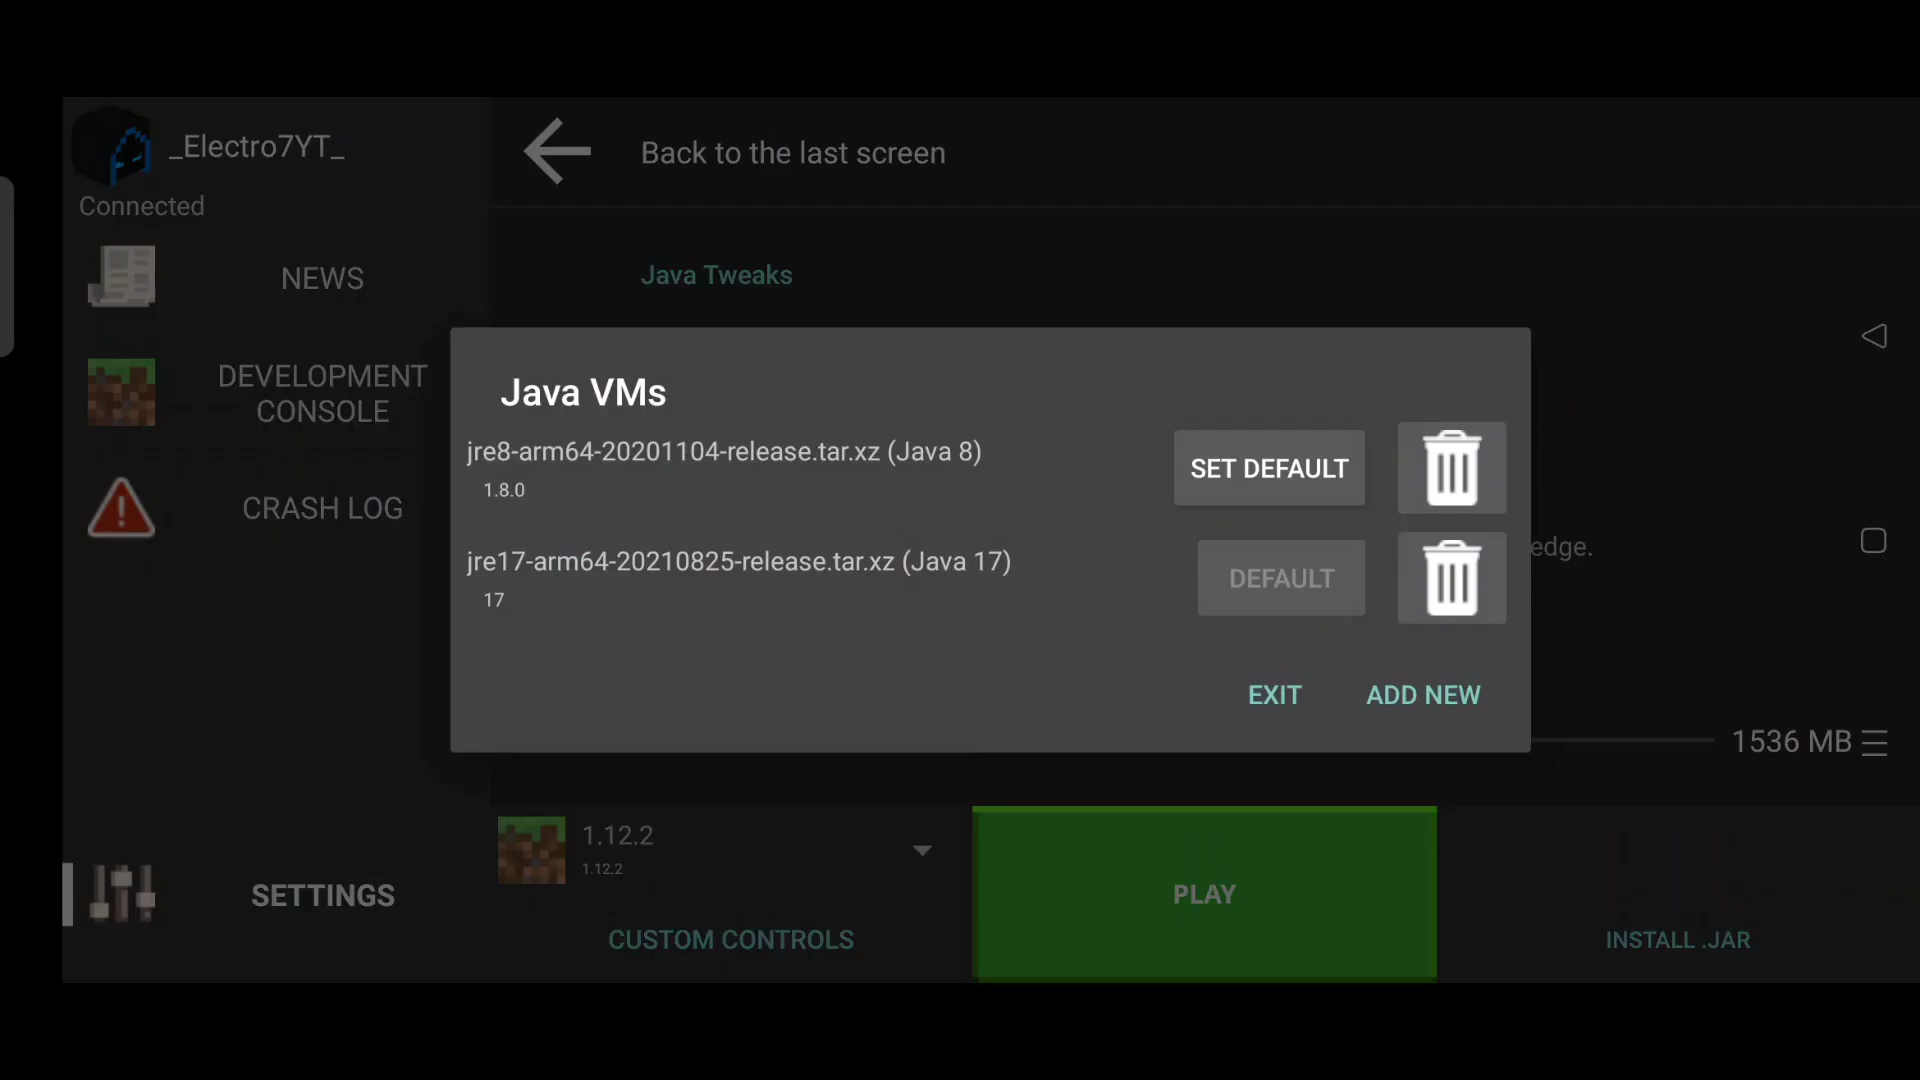 _Electro7YT_
Connected
NEWS
DEVELOPMENT
CONSOLE
CRASH LOG
SETTINGS
Back to the last screen
Java Tweaks
Java VMs
jre8-arm64-20201104-release.tar.xz (Java 8)
1.8.0
SET DEFAULT
jre17-arm64-20210825-release.tar.xz (Java 17)
17
DEFAULT
EXIT
ADD NEW
edge.
1536 MB
1.12.2
1.12.2
CUSTOM CONTROLS
PLAY
INSTALL .JAR